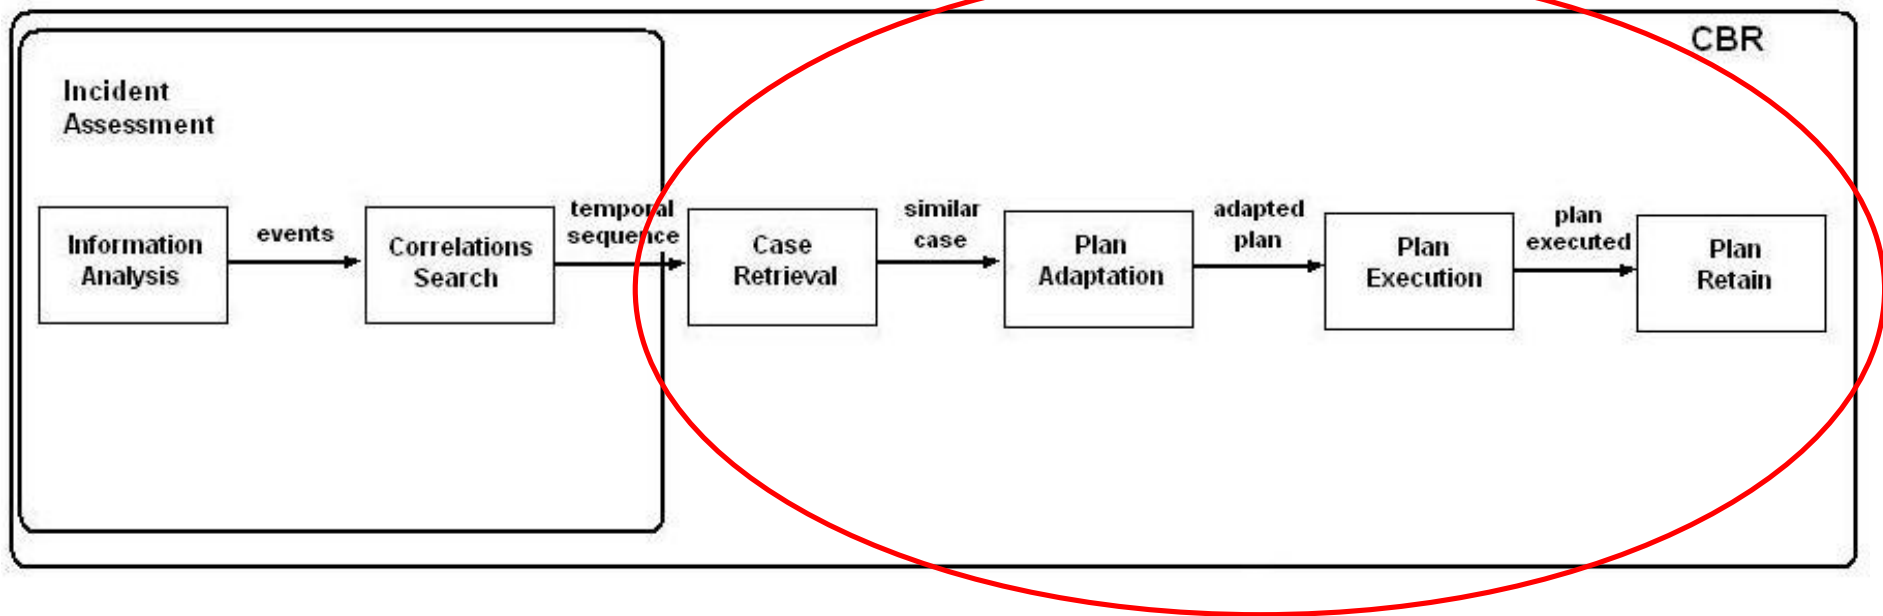 CBR
Incident
Assessment
Information
Analysis
events
Correlations
Search
temporal
sequence
Case
Retrieval
similar
case
Plan
Adaptation
adapted
plan
Plan
Execution
plan
executed
Plan
Retain